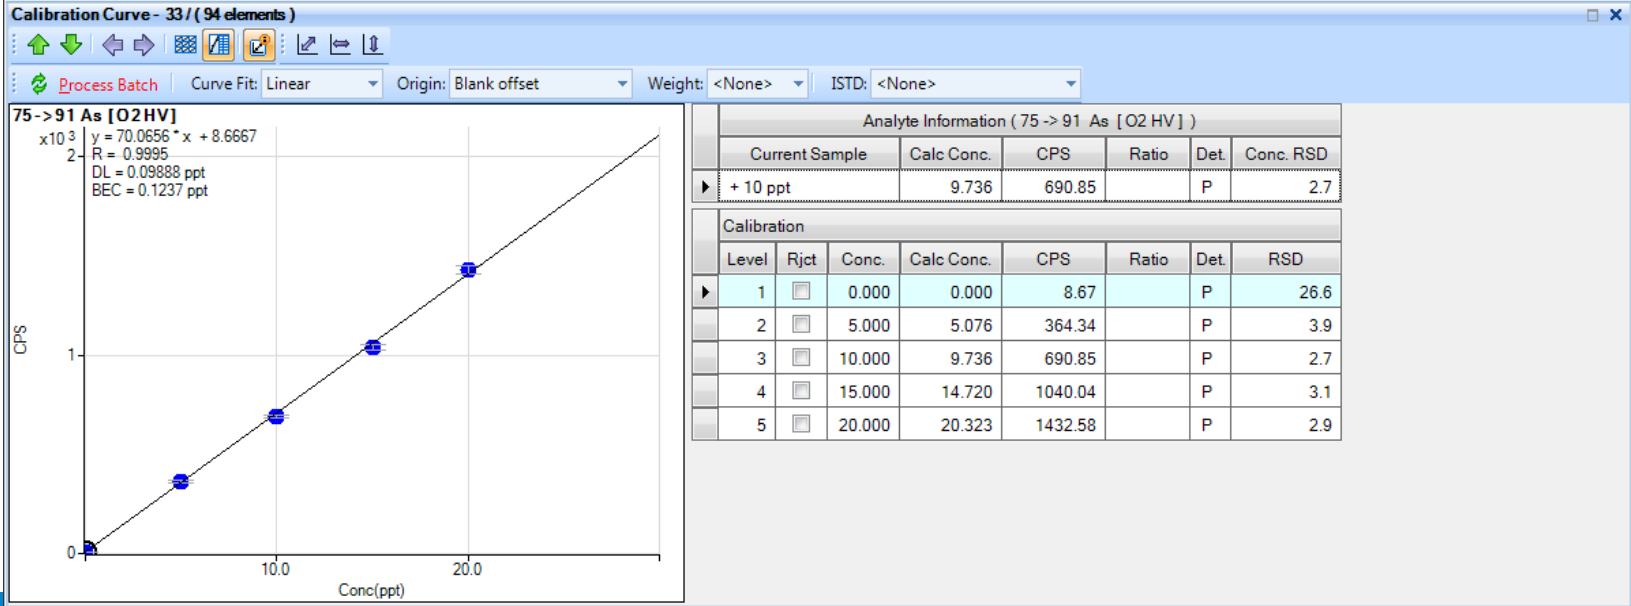 Calibration Curve - 33 / ( 94 elements )
Process Batch Curve Fit: Linear Origin: Blank offset Weight: <None> ISTD: <None>
75->91 As [O2 HV]
x10 3
y = 70.0656 * x + 8.6667
R = 0.9995
DL = 0.09888 ppt
BEC = 0.1237 ppt
2
1
0
CPS
10.0 20.0
Conc(ppt)
Analyte Information ( 75 -> 91 As [ O2 HV ] )
Current Sample Calc Conc. CPS Ratio Det. Conc. RSD
+ 10 ppt 9.736 690.85 P 2.7
Calibration
Level Rjct Conc. Calc Conc. CPS Ratio Det. RSD
1 0.000 0.000 8.67 P 26.6
2 5.000 5.076 364.34 P 3.9
3 10.000 9.736 690.85 P 2.7
4 15.000 14.720 1040.04 P 3.1
5 20.000 20.323 1432.58 P 2.9